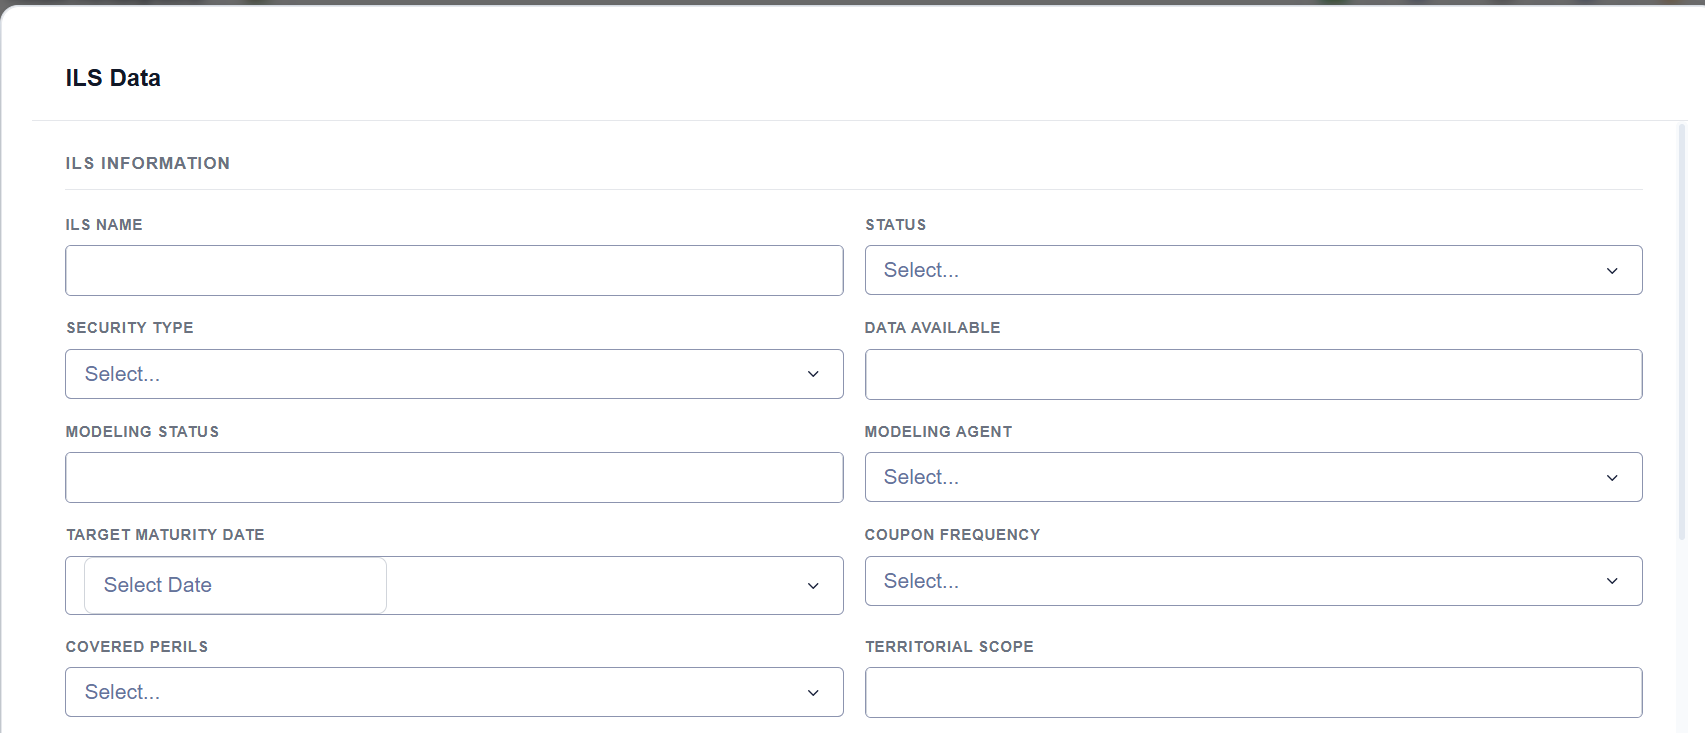 ILS Data
ILS INFORMATION
ILS NAME
STATUS
Select...
SECURITY TYPE
DATA AVAILABLE
Select...
MODELING STATUS
MODELING AGENT
Select...
TARGET MATURITY DATE
COUPON FREQUENCY
Select Date
Select...
COVERED PERILS
TERRITORIAL SCOPE
Select...